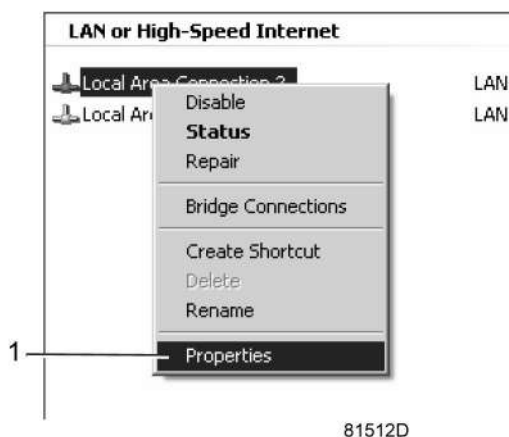 LAN or High-Speed Internet
Local Area Connection 2 LAN
Local Ar LAN
Disable
Status
Repair
Bridge Connections
Create Shortcut
Delete
Rename
1 Properties
81512D